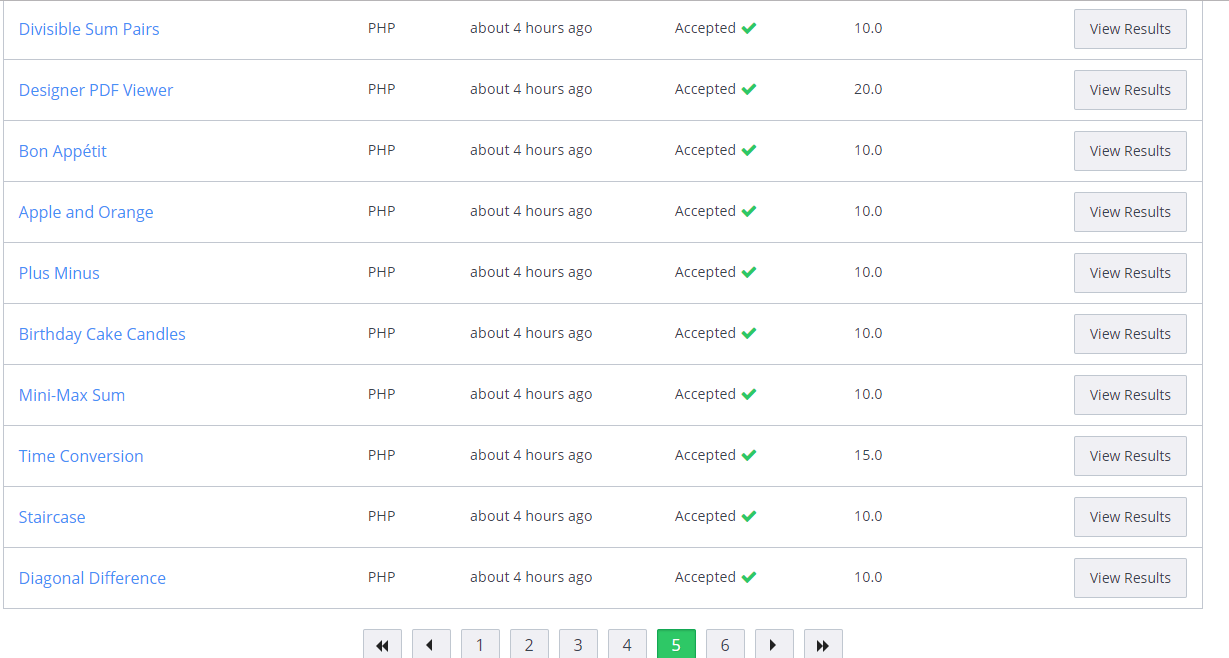 Divisible Sum Pairs PHP about 4 hours ago Accepted 10.0 View Results
Designer PDF Viewer PHP about 4 hours ago Accepted 20.0 View Results
Bon Appétit PHP about 4 hours ago Accepted 10.0 View Results
Apple and Orange PHP about 4 hours ago Accepted 10.0 View Results
Plus Minus PHP about 4 hours ago Accepted 10.0 View Results
Birthday Cake Candles PHP about 4 hours ago Accepted 10.0 View Results
Mini-Max Sum PHP about 4 hours ago Accepted 10.0 View Results
Time Conversion PHP about 4 hours ago Accepted 15.0 View Results
Staircase PHP about 4 hours ago Accepted 10.0 View Results
Diagonal Difference PHP about 4 hours ago Accepted 10.0 View Results
1 2 3 4 5 6